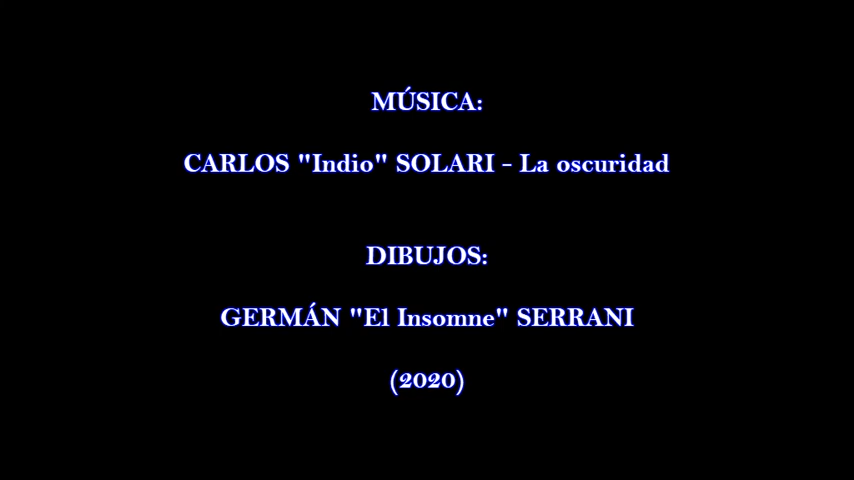 MÚSICA:
CARLOS "Indio" SOLARI - La oscuridad
DIBUJOS:
GERMÁN "El Insomne" SERRANI
(2020)